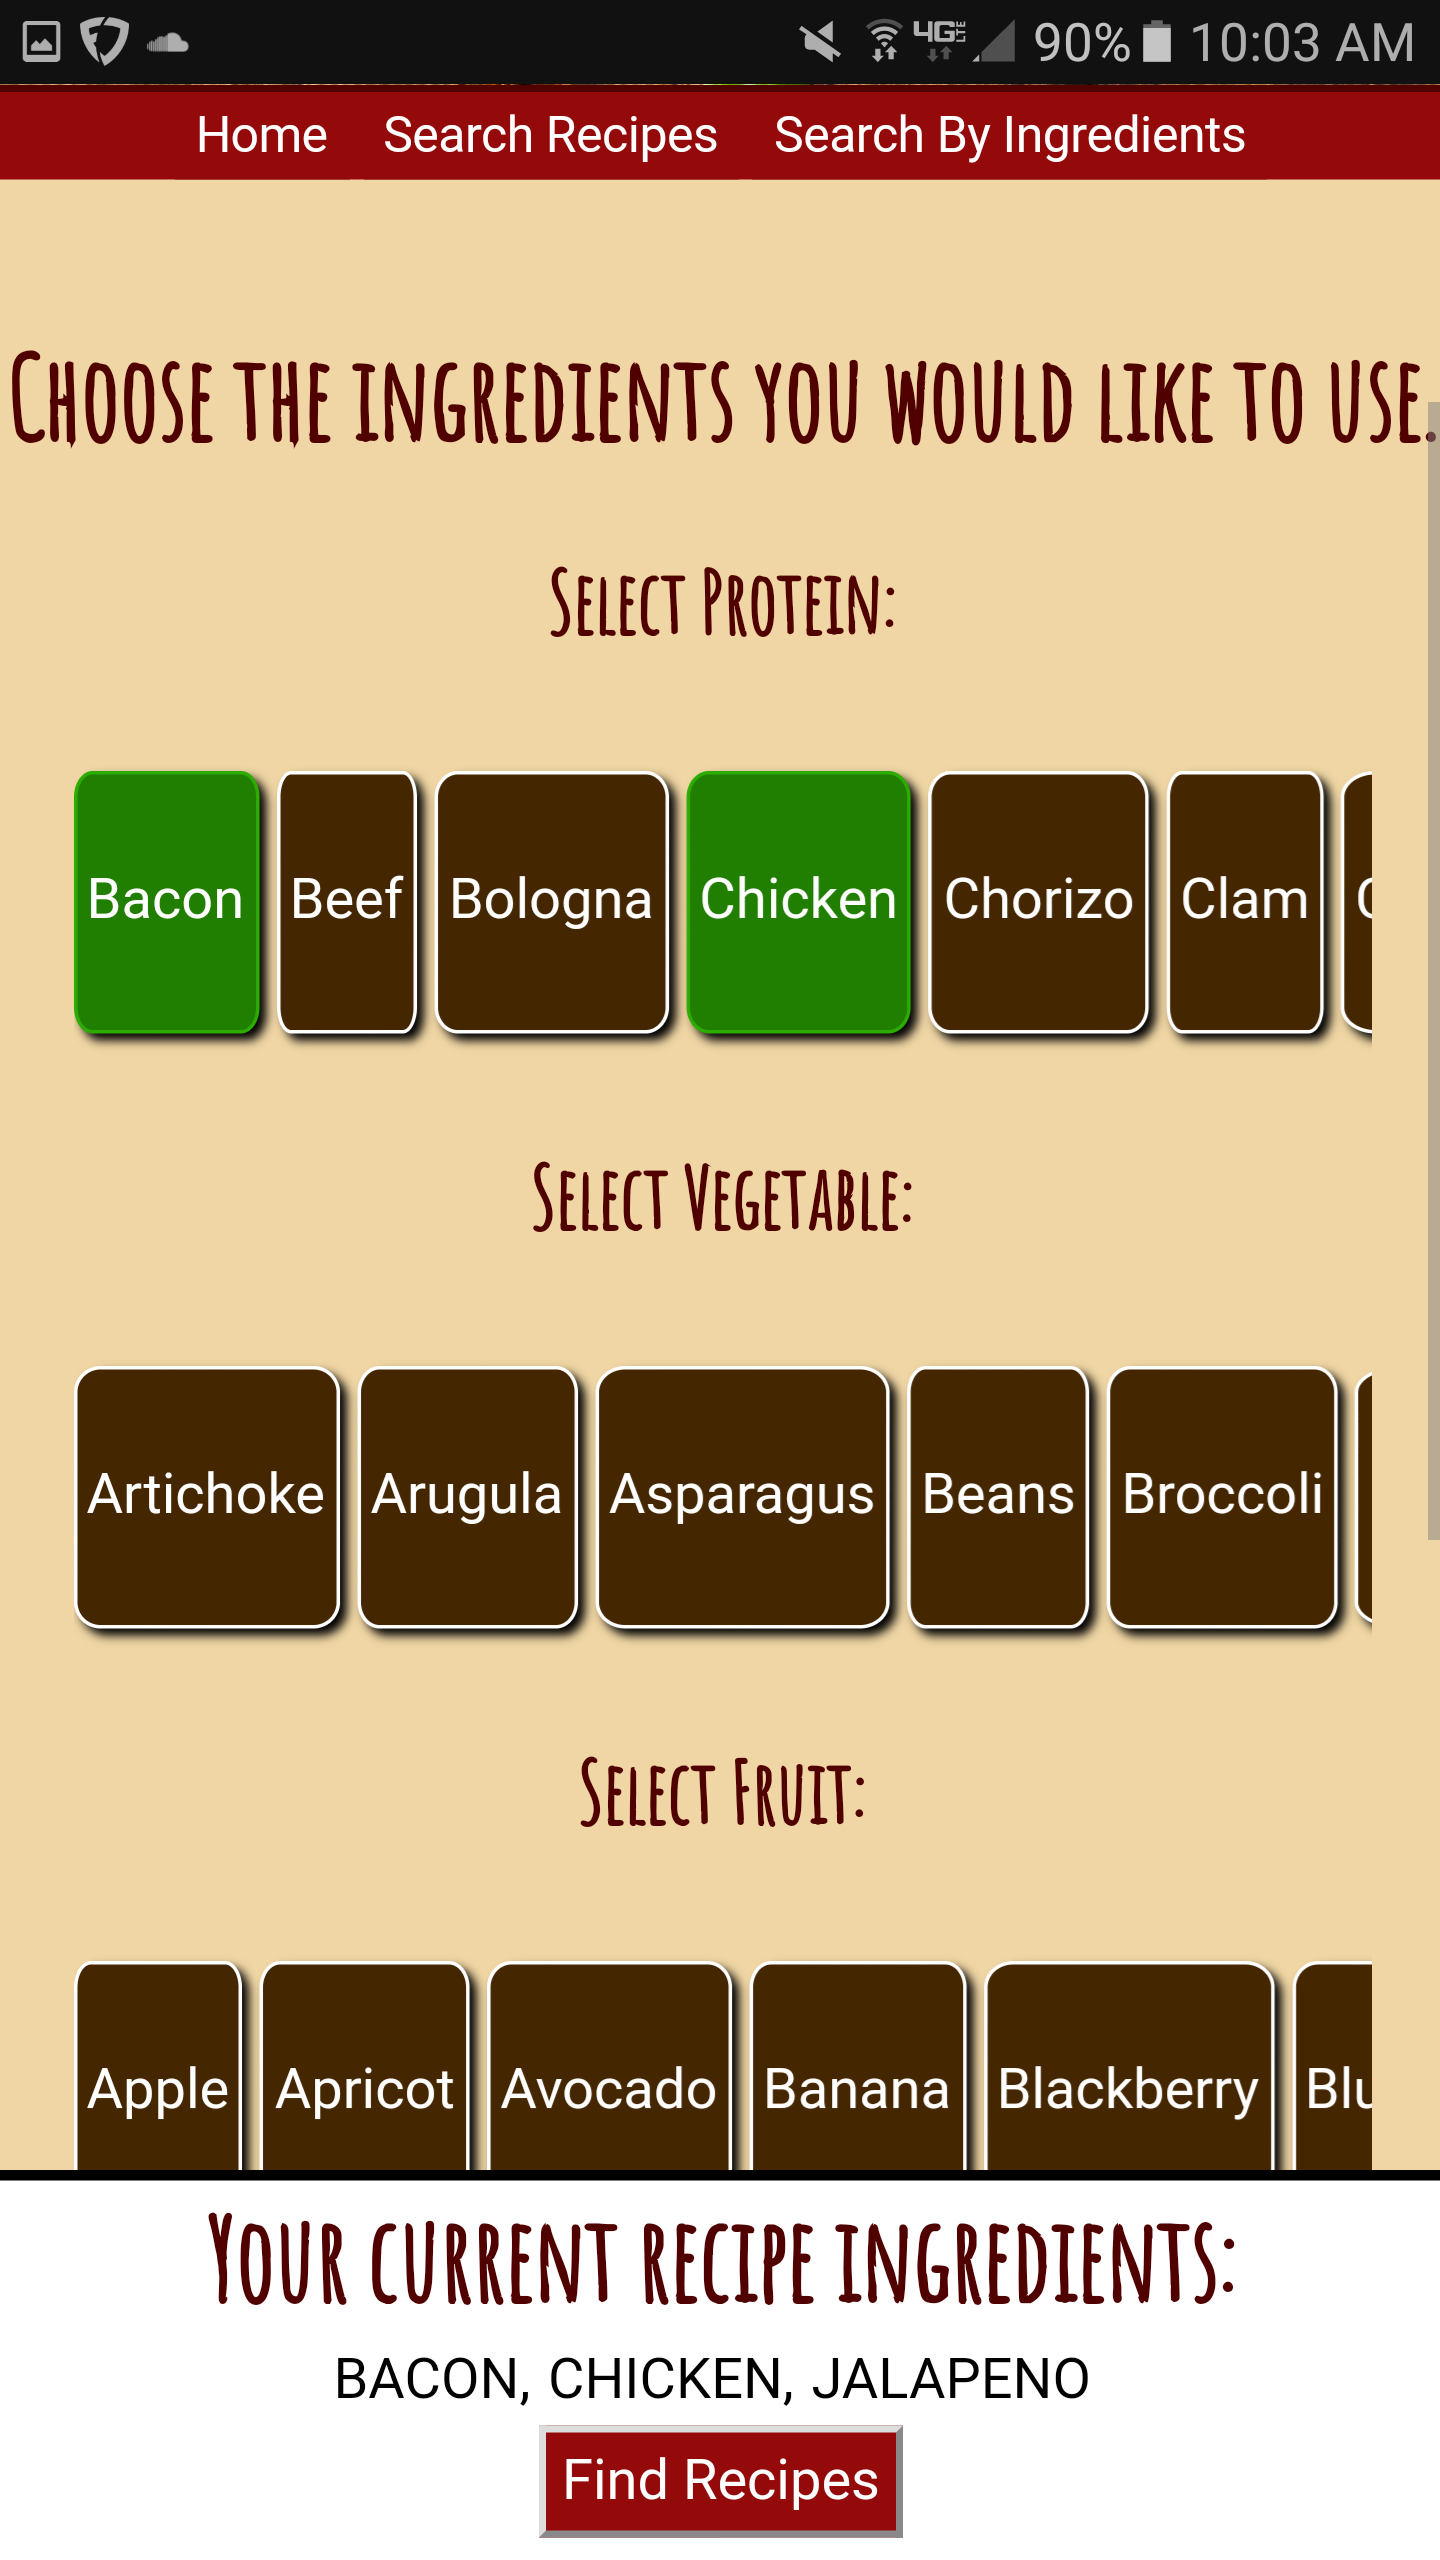 4G LTE 90% 10:03 AM
Home Search Recipes Search By Ingredients
Choose the ingredients you would like to use.
Select Protein:
Bacon Beef Bologna Chicken Chorizo Clam
Select Vegetable:
Artichoke Arugula Asparagus Beans Broccoli
Select Fruit:
Apple Apricot Avocado Banana Blackberry Blu
Your current recipe ingredients:
BACON, CHICKEN, JALAPENO
Find Recipes